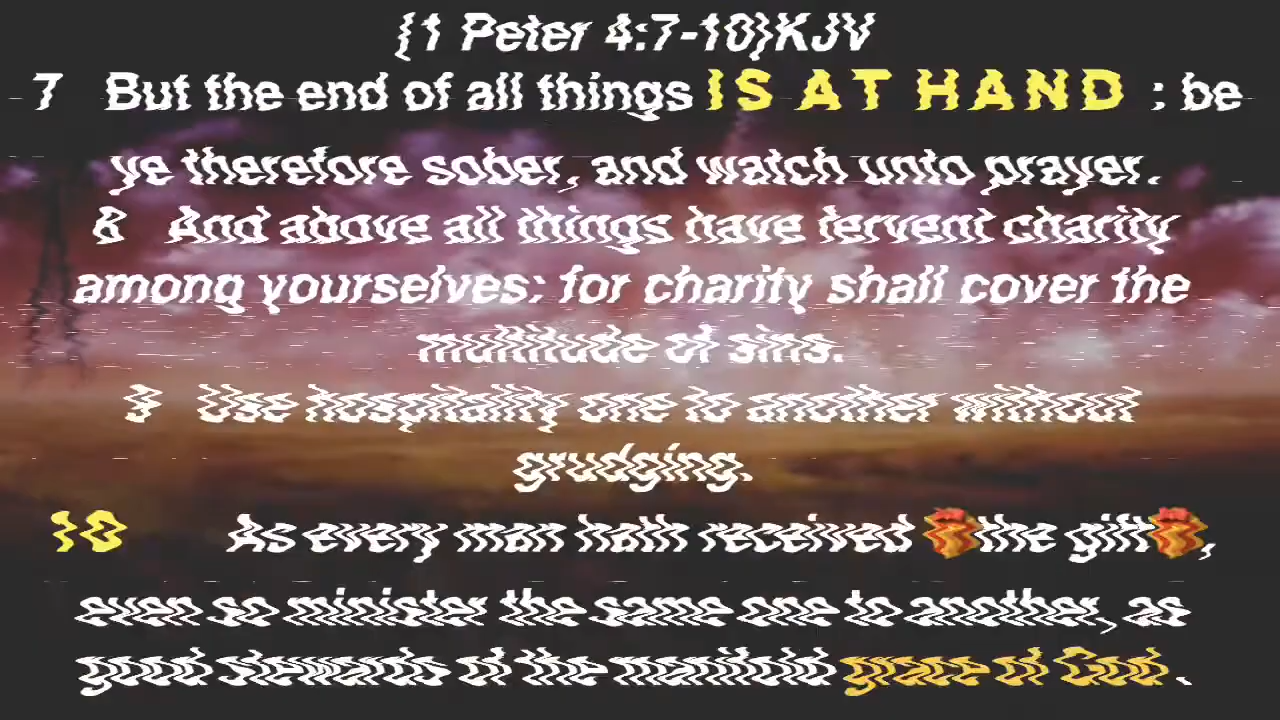 {1 Peter 4:7-10}KJV
7 But the end of all things IS AT HAND : be
ye therefore sober, and watch unto prayer.
8 And above all things have fervent charity
among yourselves: for charity shall cover the
multitude of sins.
9 Use hospitality one to another without
grudging.
10 As every man hath received 🎁the gift🎁,
even so minister the same one to another, as
good stewards of the manifold grace of God .